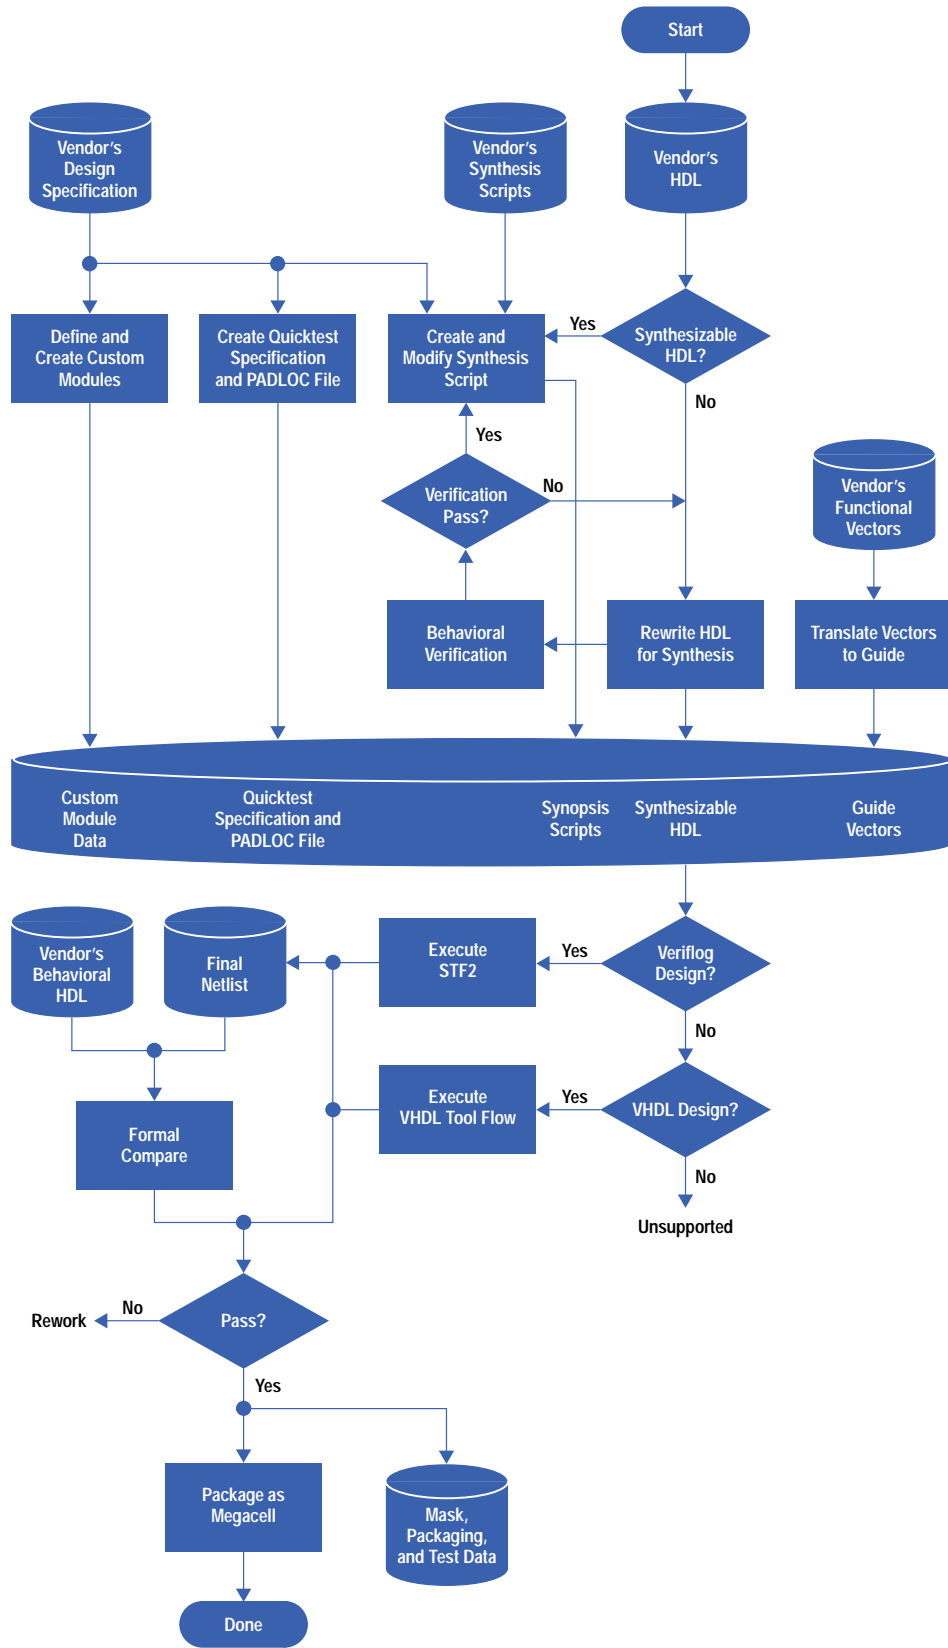 Start
Vendor's
Design
Specification
Vendor's
Synthesis
Scripts
Vendor's
HDL
Define and
Create Custom
Modules
Create Quicktest
Specification
and PADLOC File
Create and
Modify Synthesis
Script
Yes
Synthesizable
HDL?
No
Yes
Verification
Pass?
No
Vendor's
Functional
Vectors
Behavioral
Verification
Rewrite HDL
for Synthesis
Translate Vectors
to Guide
Custom
Module
Data
Quicktest
Specification and
PADLOC File
Synopsis
Scripts
Synthesizable
HDL
Guide
Vectors
Vendor's
Behavioral
HDL
Final
Netlist
Execute
STF2
Yes
Veriflog
Design?
No
Execute
VHDL Tool Flow
Yes
VHDL Design?
No
Unsupported
Formal
Compare
Rework
No
Pass?
Yes
Package as
Megacell
Mask,
Packaging,
and Test Data
Done